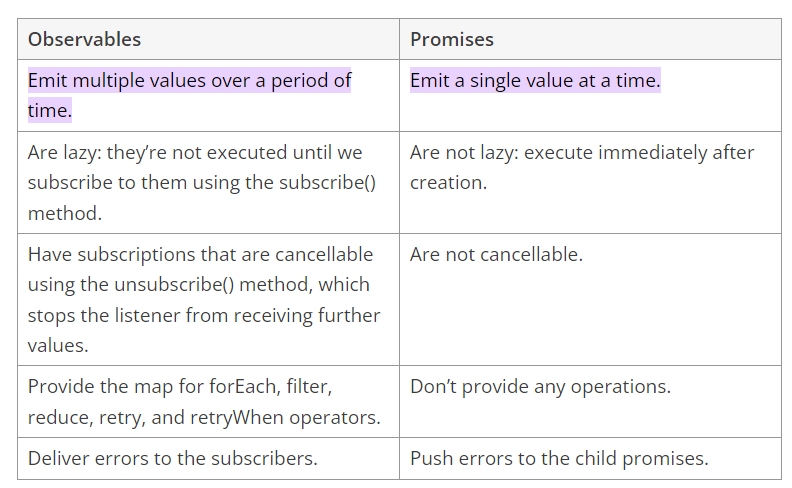 Observables
Promises
Emit multiple values over a period of
time.
Emit a single value at a time.
Are lazy: they’re not executed until we
subscribe to them using the subscribe()
method.
Are not lazy: execute immediately after
creation.
Have subscriptions that are cancellable
using the unsubscribe() method, which
stops the listener from receiving further
values.
Are not cancellable.
Provide the map for forEach, filter,
reduce, retry, and retryWhen operators.
Don’t provide any operations.
Deliver errors to the subscribers.
Push errors to the child promises.